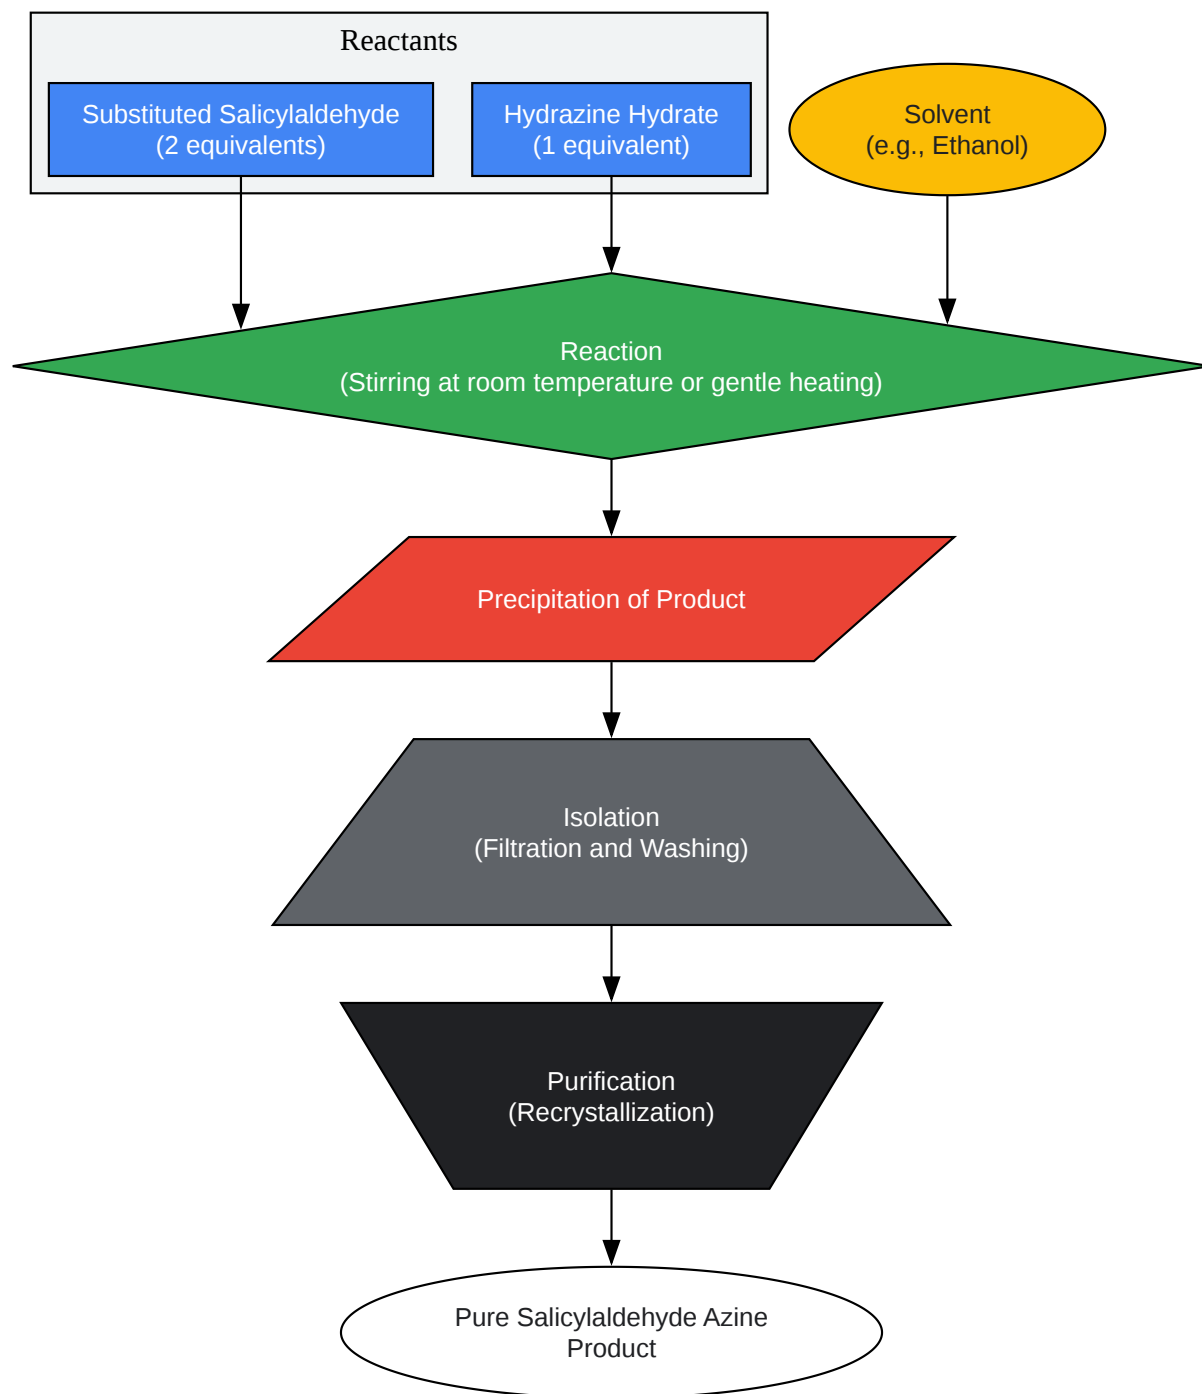 Reactants
Substituted Salicylaldehyde
(2 equivalents)
Hydrazine Hydrate
(1 equivalent)
Solvent
(e.g., Ethanol)
Reaction
(Stirring at room temperature or gentle heating)
Precipitation of Product
Isolation
(Filtration and Washing)
Purification
(Recrystallization)
Pure Salicylaldehyde Azine
Product